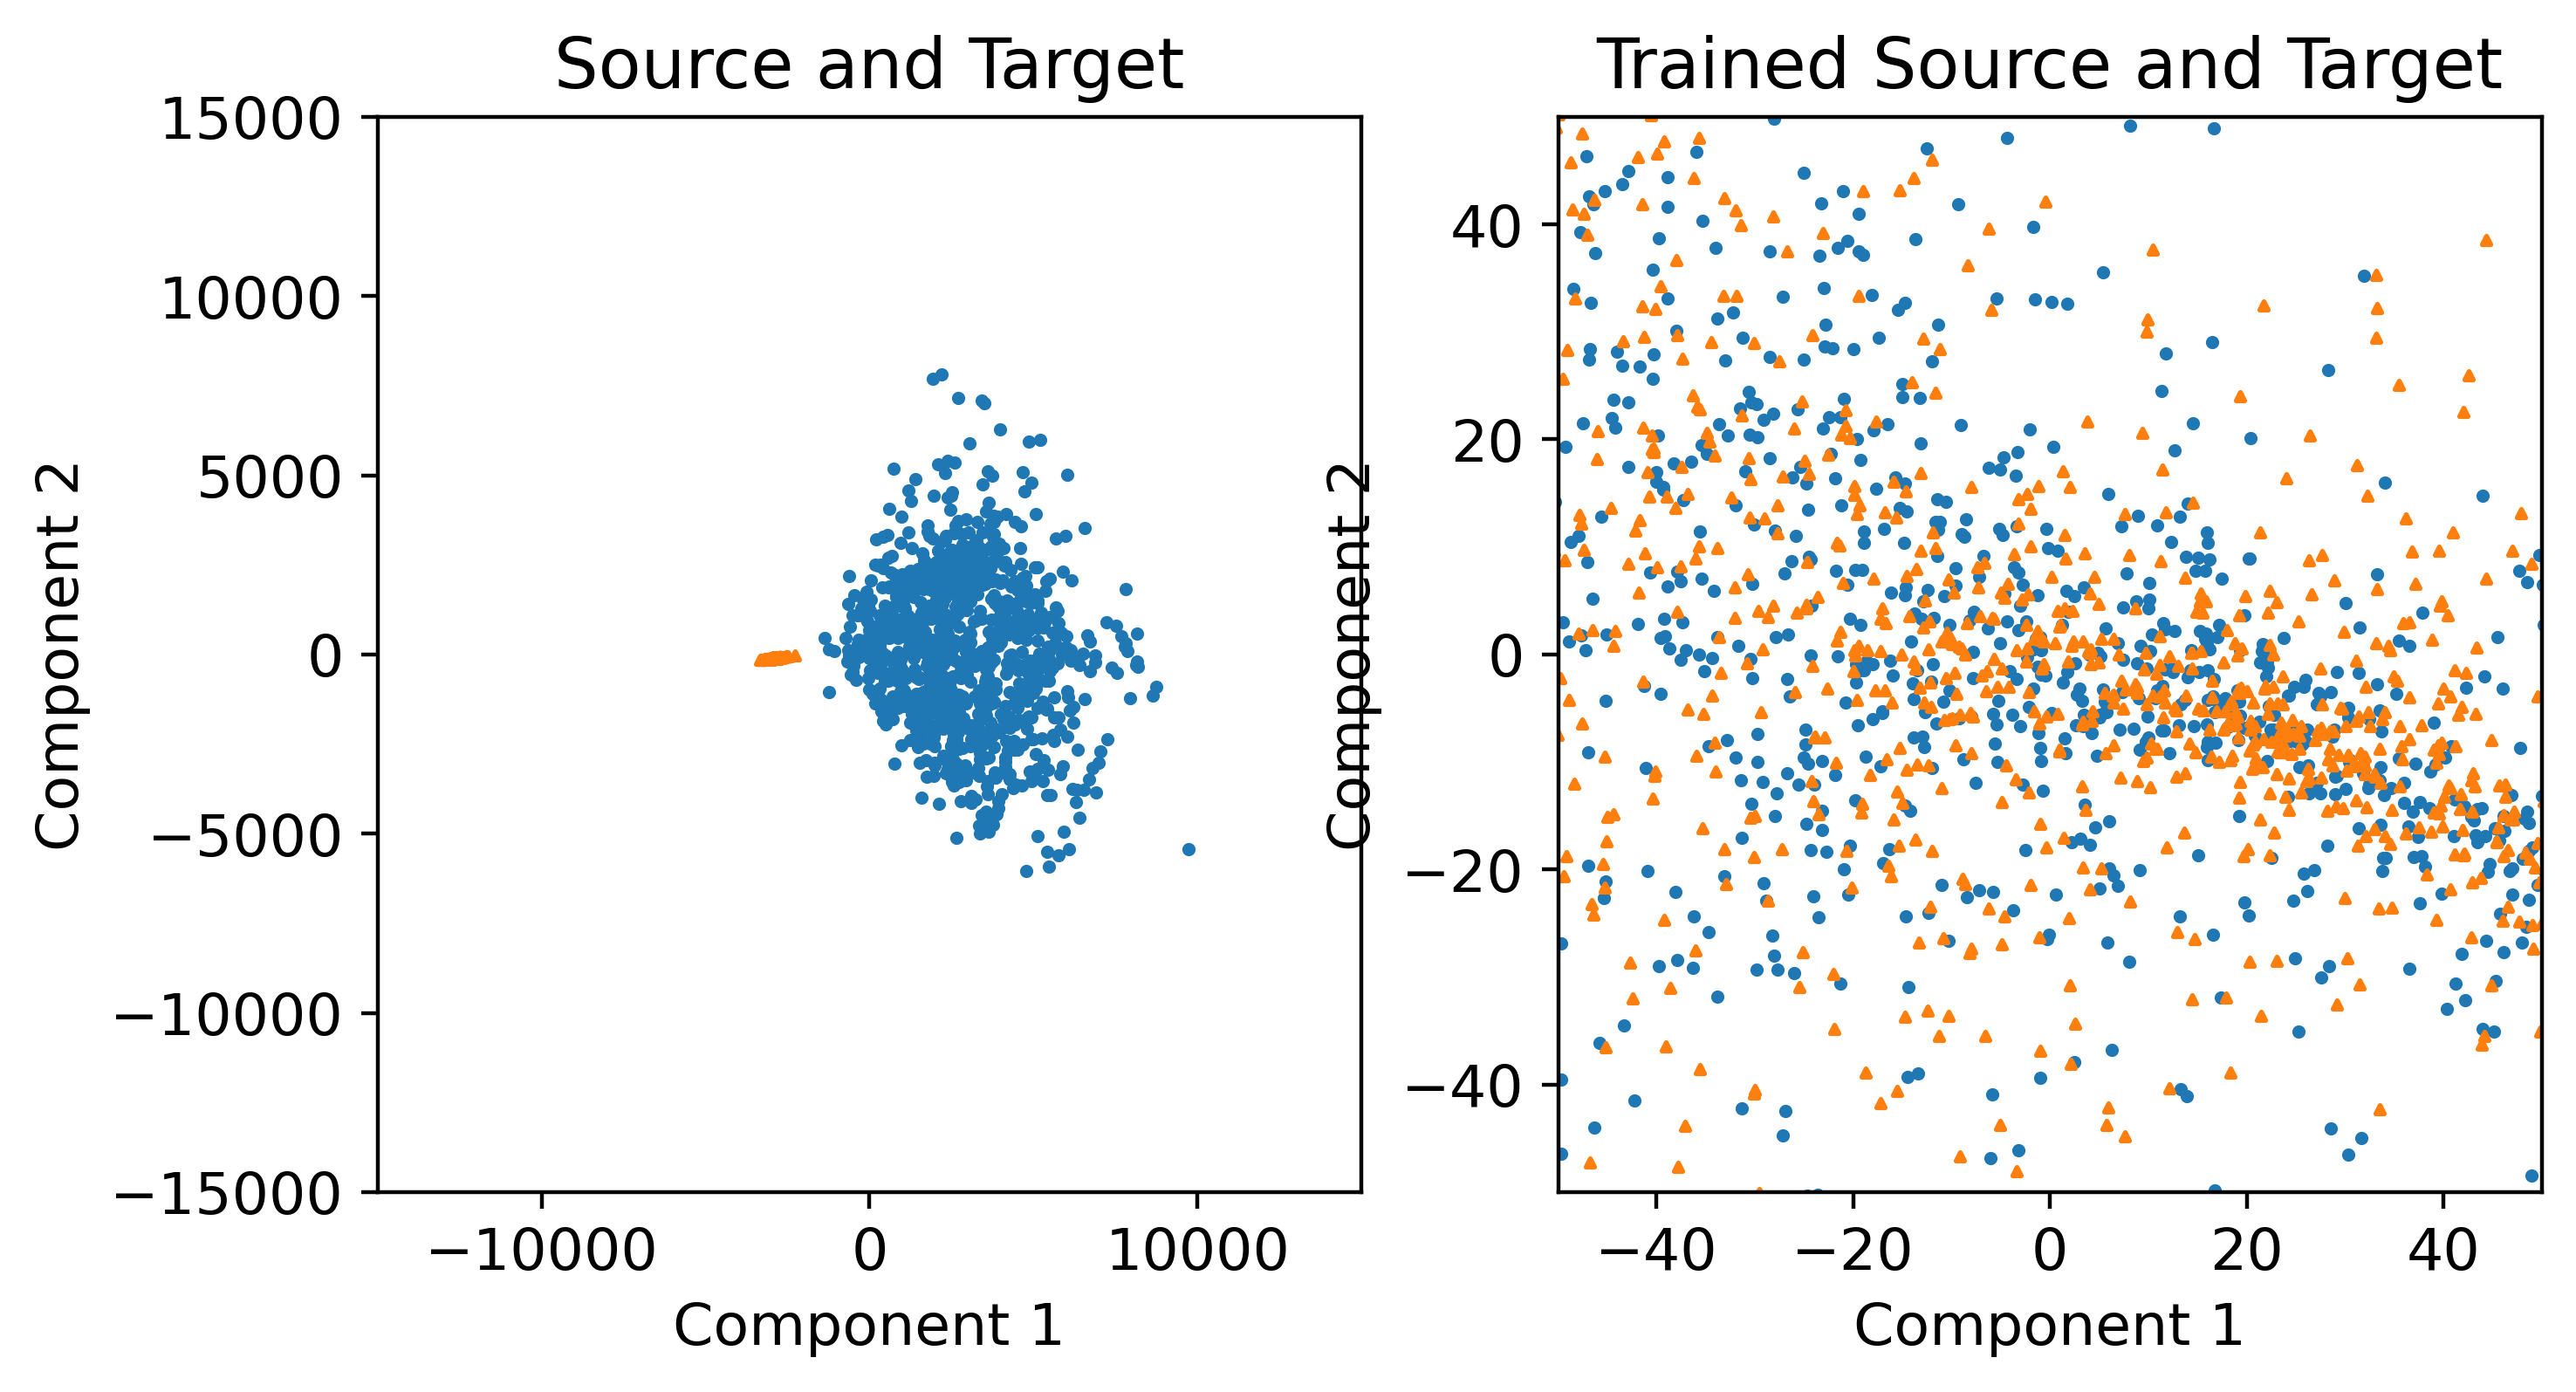 Source and Target
15000
10000
5000
0
−5000
−10000
−15000
Component 2
−10000 0 10000
Component 1
Trained Source and Target
40
20
0
−20
−40
Component 2
−40 −20 0 20 40
Component 1